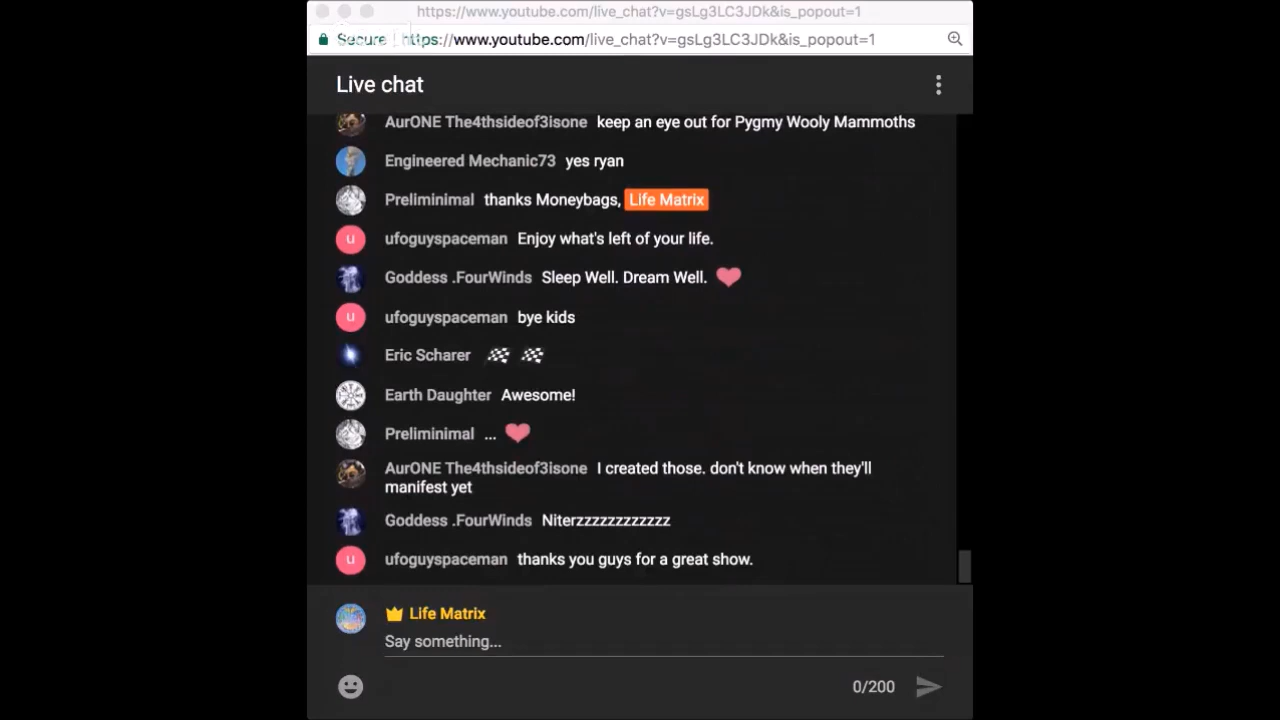 https://www.youtube.com/live_chat?v=gsLg3LC3JDk&is_popout=1
Secure https://www.youtube.com/live_chat?v=gsLg3LC3JDk&is_popout=1
Live chat
AurONE The4thsideof3isone keep an eye out for Pygmy Wooly Mammoths
Engineered Mechanic73 yes ryan
Preliminimal thanks Moneybags, Life Matrix
U ufoguyspaceman Enjoy what's left of your life.
Goddess .FourWinds Sleep Well. Dream Well.
U ufoguyspaceman bye kids
Eric Scharer
Earth Daughter Awesome!
Preliminimal ...
AurONE The4thsideof3isone I created those. don't know when they'll
manifest yet
Goddess .FourWinds Niterzzzzzzzzzzzz
U ufoguyspaceman thanks you guys for a great show.
Life Matrix
Say something...
0/200